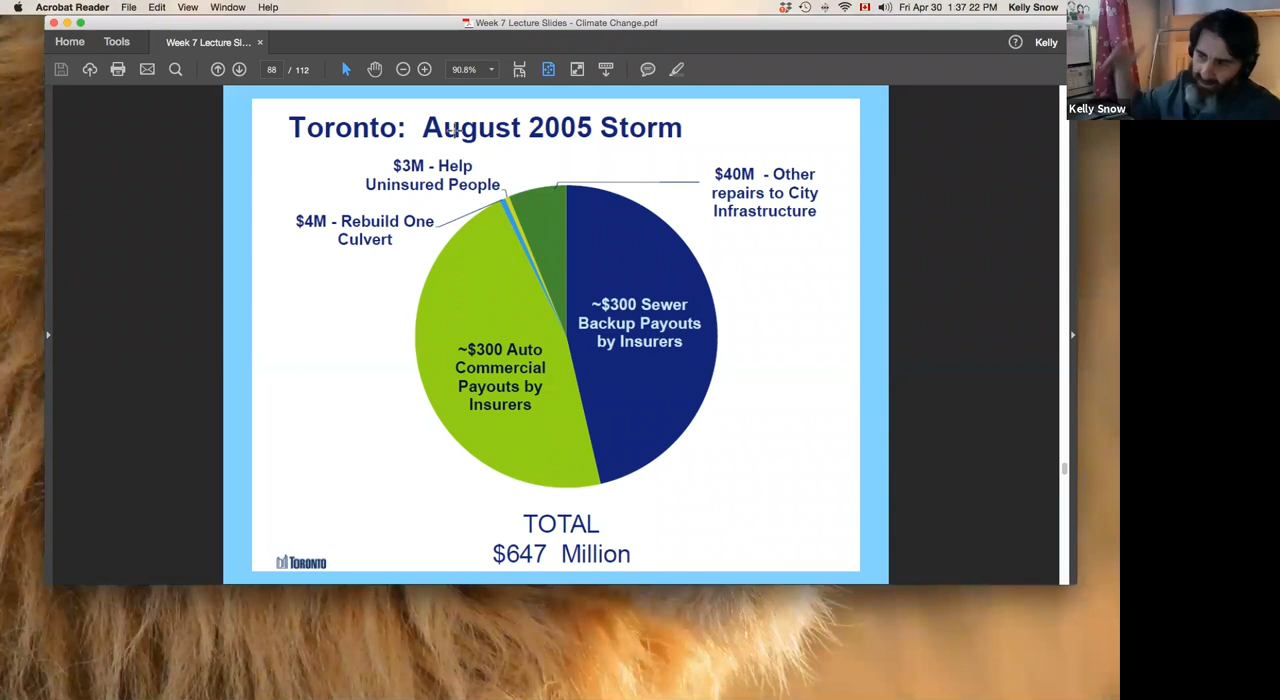 Acrobat Reader File Edit View Window Help
Fri Apr 30 1:37:22 PM Kelly Snow
Week 7 Lecture Slides - Climate Change.pdf
Home Tools Week 7 Lecture Sl... × ? Kelly
88 / 112 90.8%
Kelly Snow
Toronto: August 2005 Storm
$3M - Help
Uninsured People
$40M - Other
repairs to City
Infrastructure
$4M - Rebuild One
Culvert
~$300 Sewer
Backup Payouts
by Insurers
~$300 Auto
Commercial
Payouts by
Insurers
TOTAL
$647 Million
TORONTO